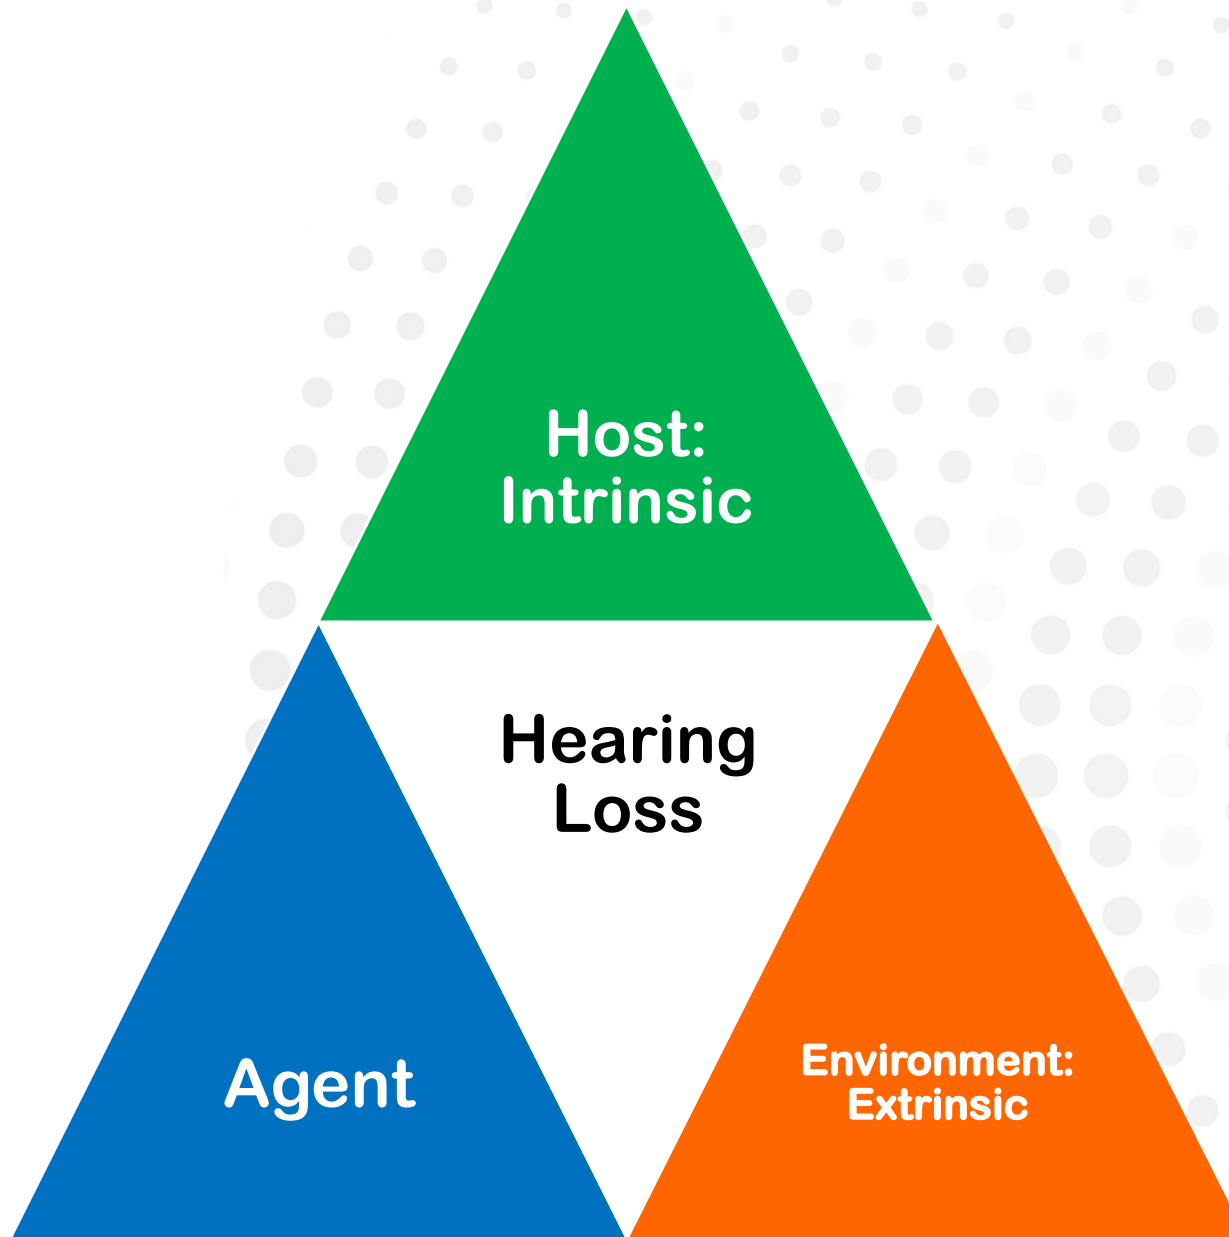 Host:
Intrinsic
Hearing
Loss
Agent
Environment:
Extrinsic